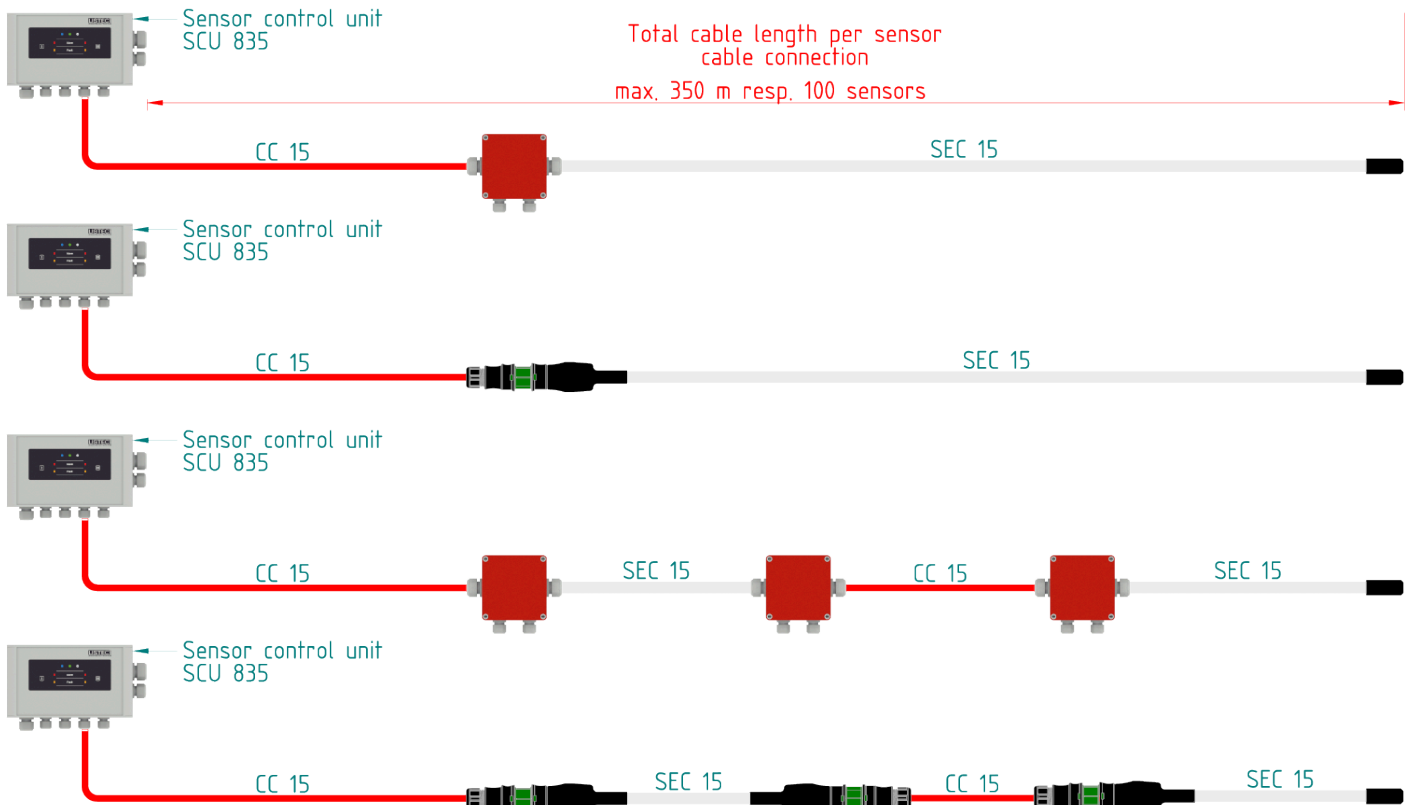 Sensor control unit
SCU 835
Total cable length per sensor
cable connection
max. 350 m resp. 100 sensors
CC 15
SEC 15
Sensor control unit
SCU 835
CC 15
SEC 15
Sensor control unit
SCU 835
CC 15
SEC 15
CC 15
SEC 15
Sensor control unit
SCU 835
CC 15
SEC 15
CC 15
SEC 15